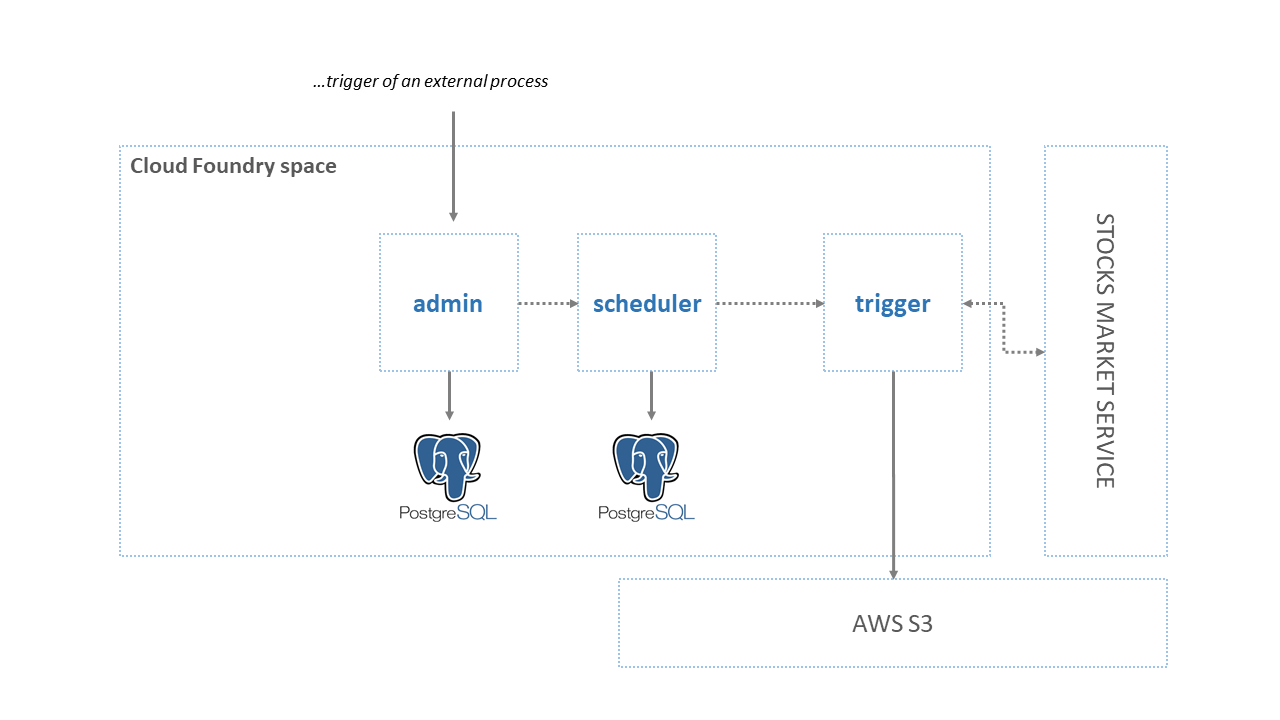 …trigger of an external process
Cloud Foundry space
admin
scheduler
trigger
STOCKS MARKET SERVICE
PostgreSQL
PostgreSQL
AWS S3